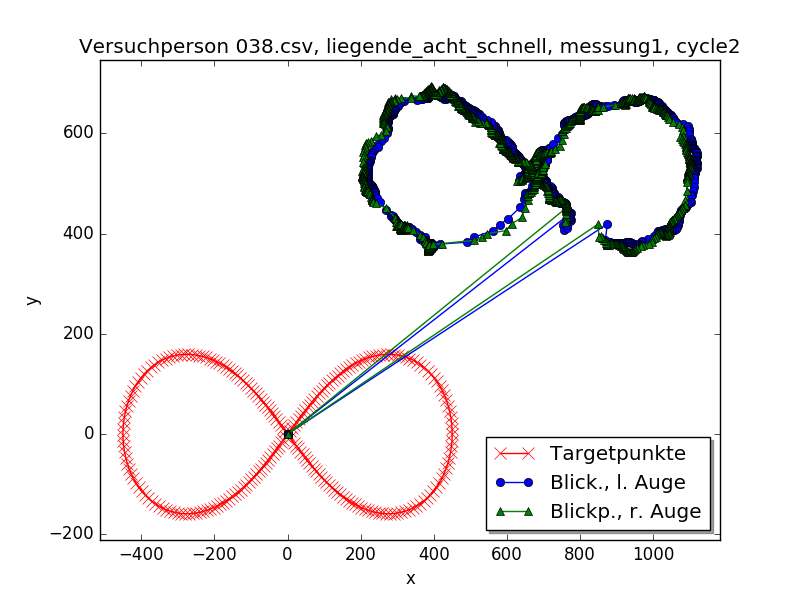 Versuchperson 038.csv, liegende_acht_schnell, messung1, cycle2
y
600
400
200
0
−200
−400
−200
0
200
400
600
800
1000
x
Targetpunkte
Blick., l. Auge
Blickp., r. Auge